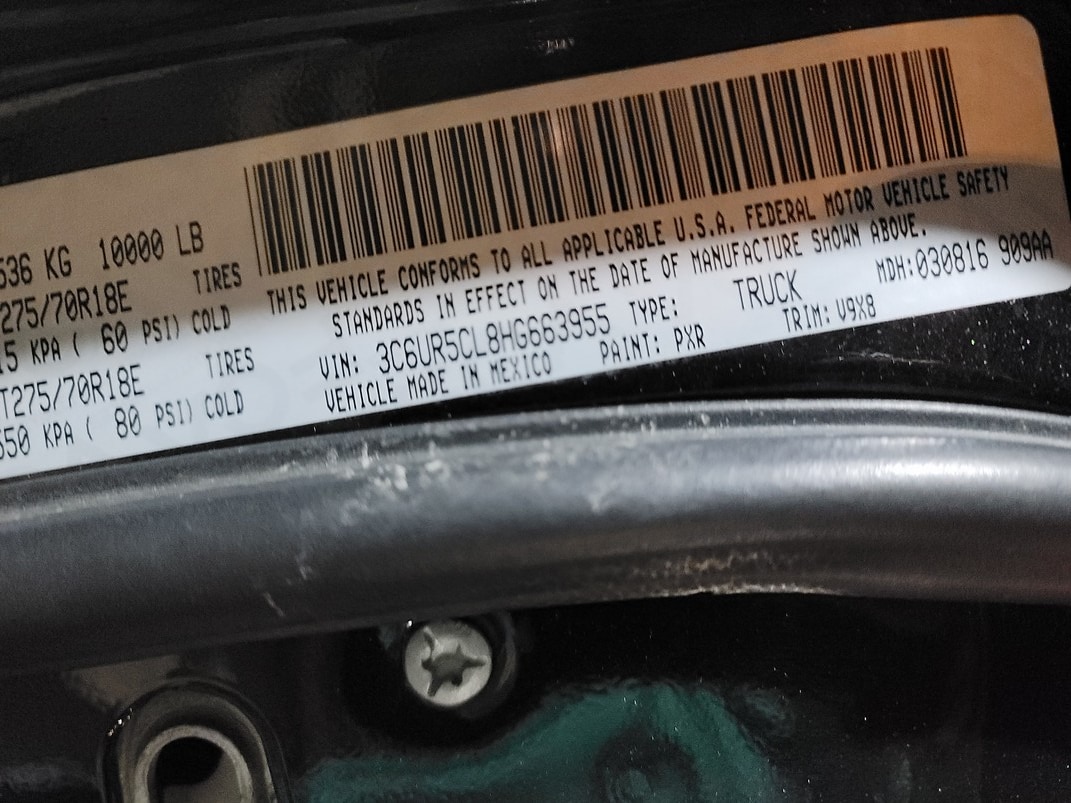 536 KG 10000 LB
275/70R18E TIRES
15 KPA ( 60 PSI) COLD
T275/70R18E TIRES
550 KPA ( 80 PSI) COLD
THIS VEHICLE CONFORMS TO ALL APPLICABLE U.S.A. FEDERAL MOTOR VEHICLE SAFETY
STANDARDS IN EFFECT ON THE DATE OF MANUFACTURE SHOWN ABOVE.
VIN: 3C6UR5CL8HG663955 TYPE: TRUCK MDH:030816 909AA
VEHICLE MADE IN MEXICO PAINT: PXR TRIM: V9X8